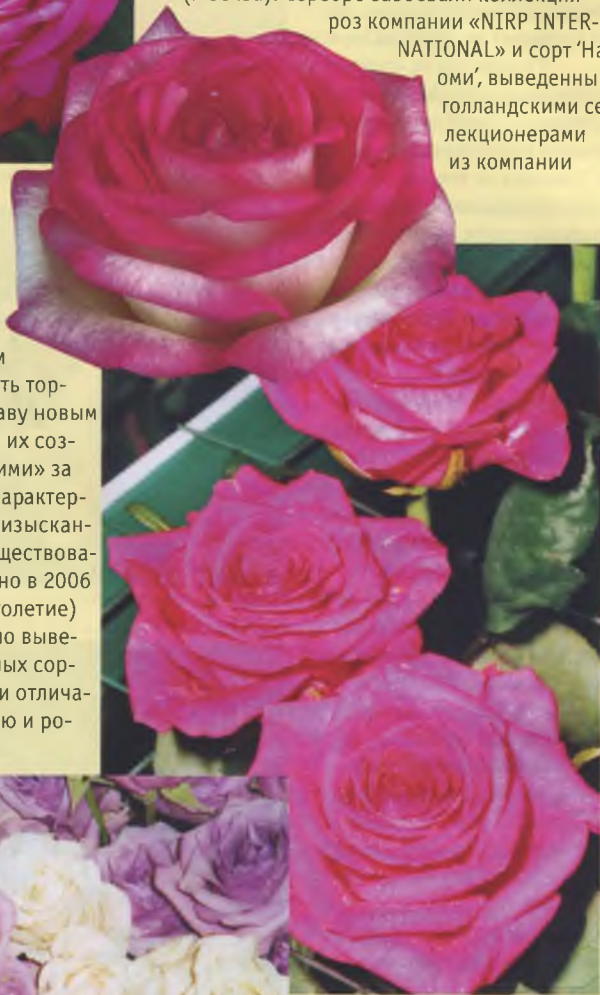 роз компании «NIRP INTER-
NATIONAL» и сорт ‘На
оми’, выведенны
голландскими се
лекционерами
из компании
ть тор-
аву новым
их соз-
ими» за
арактер-
изыскан-
ществова-
но в 2006
толетие)
но выве-
ных сор-
и отлича-
ю и ро-